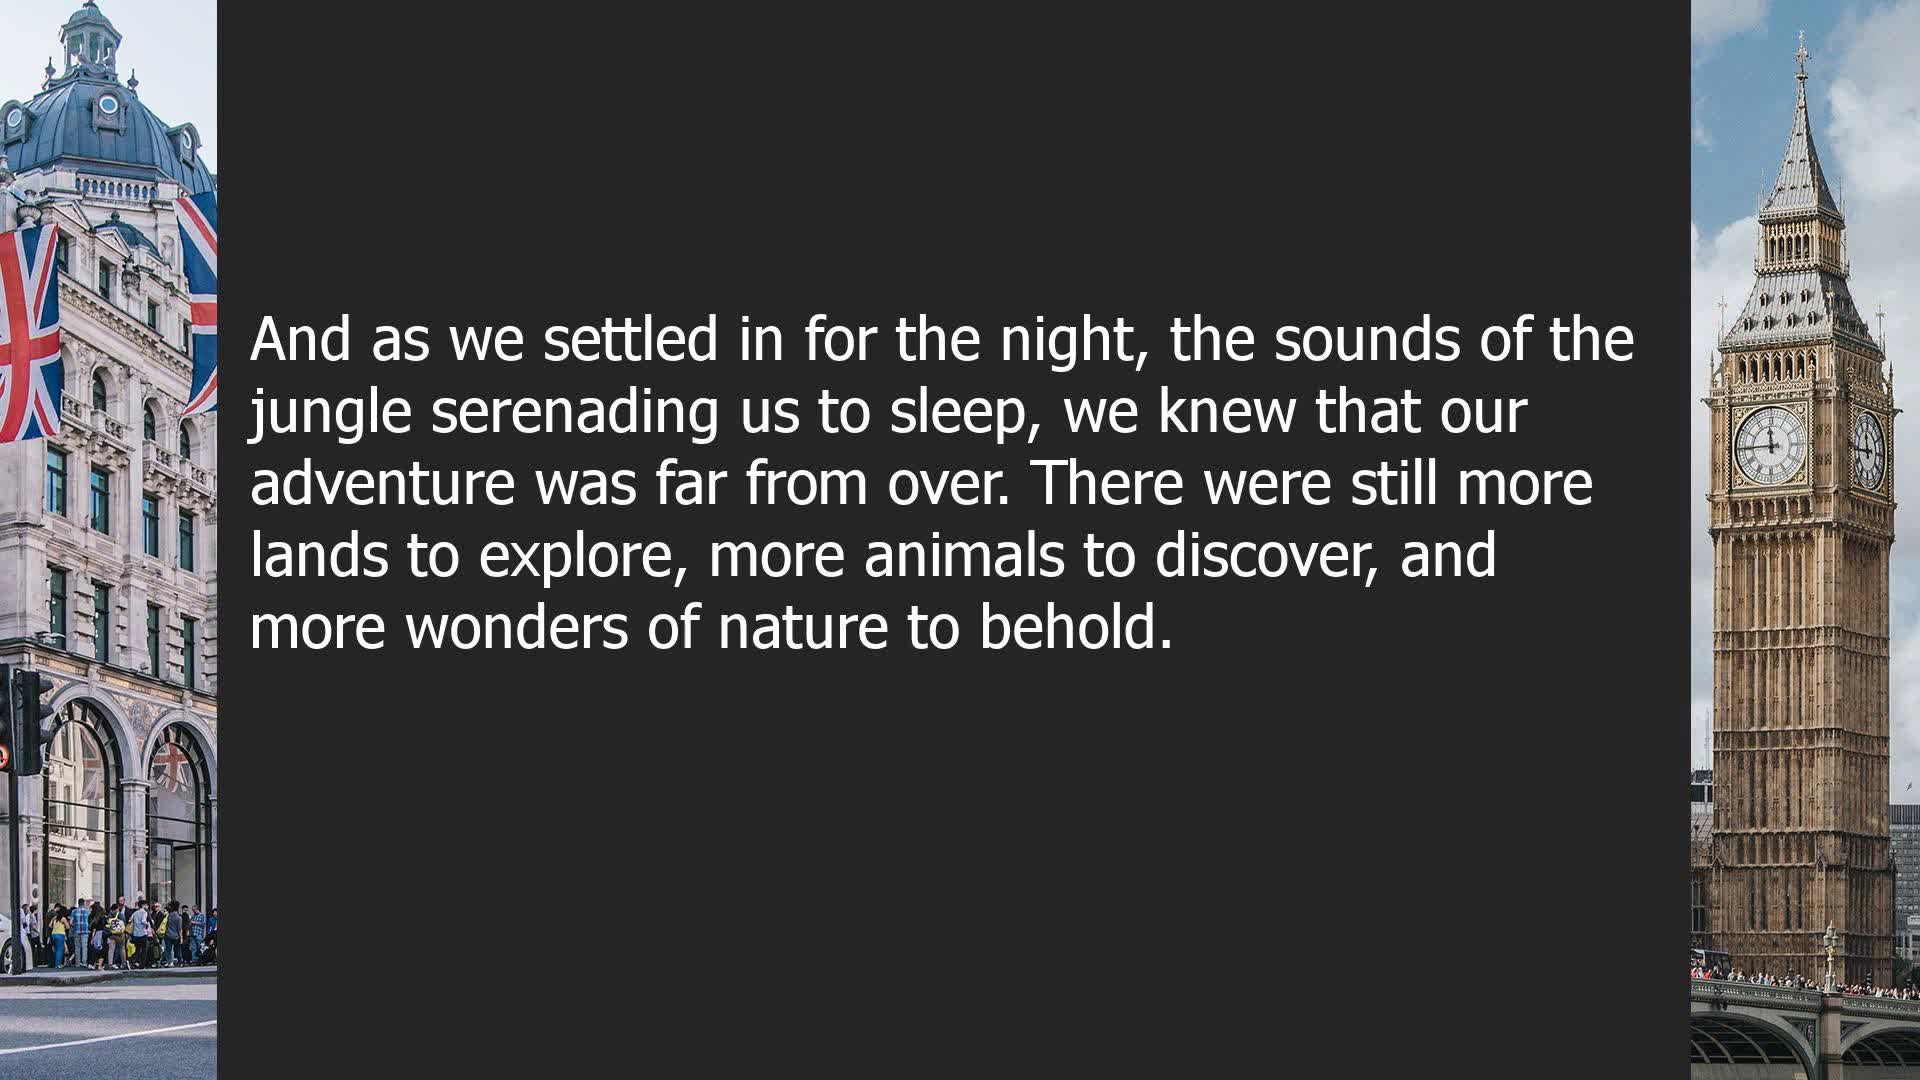 And as we settled in for the night, the sounds of the
jungle serenading us to sleep, we knew that our
adventure was far from over. There were still more
lands to explore, more animals to discover, and
more wonders of nature to behold.